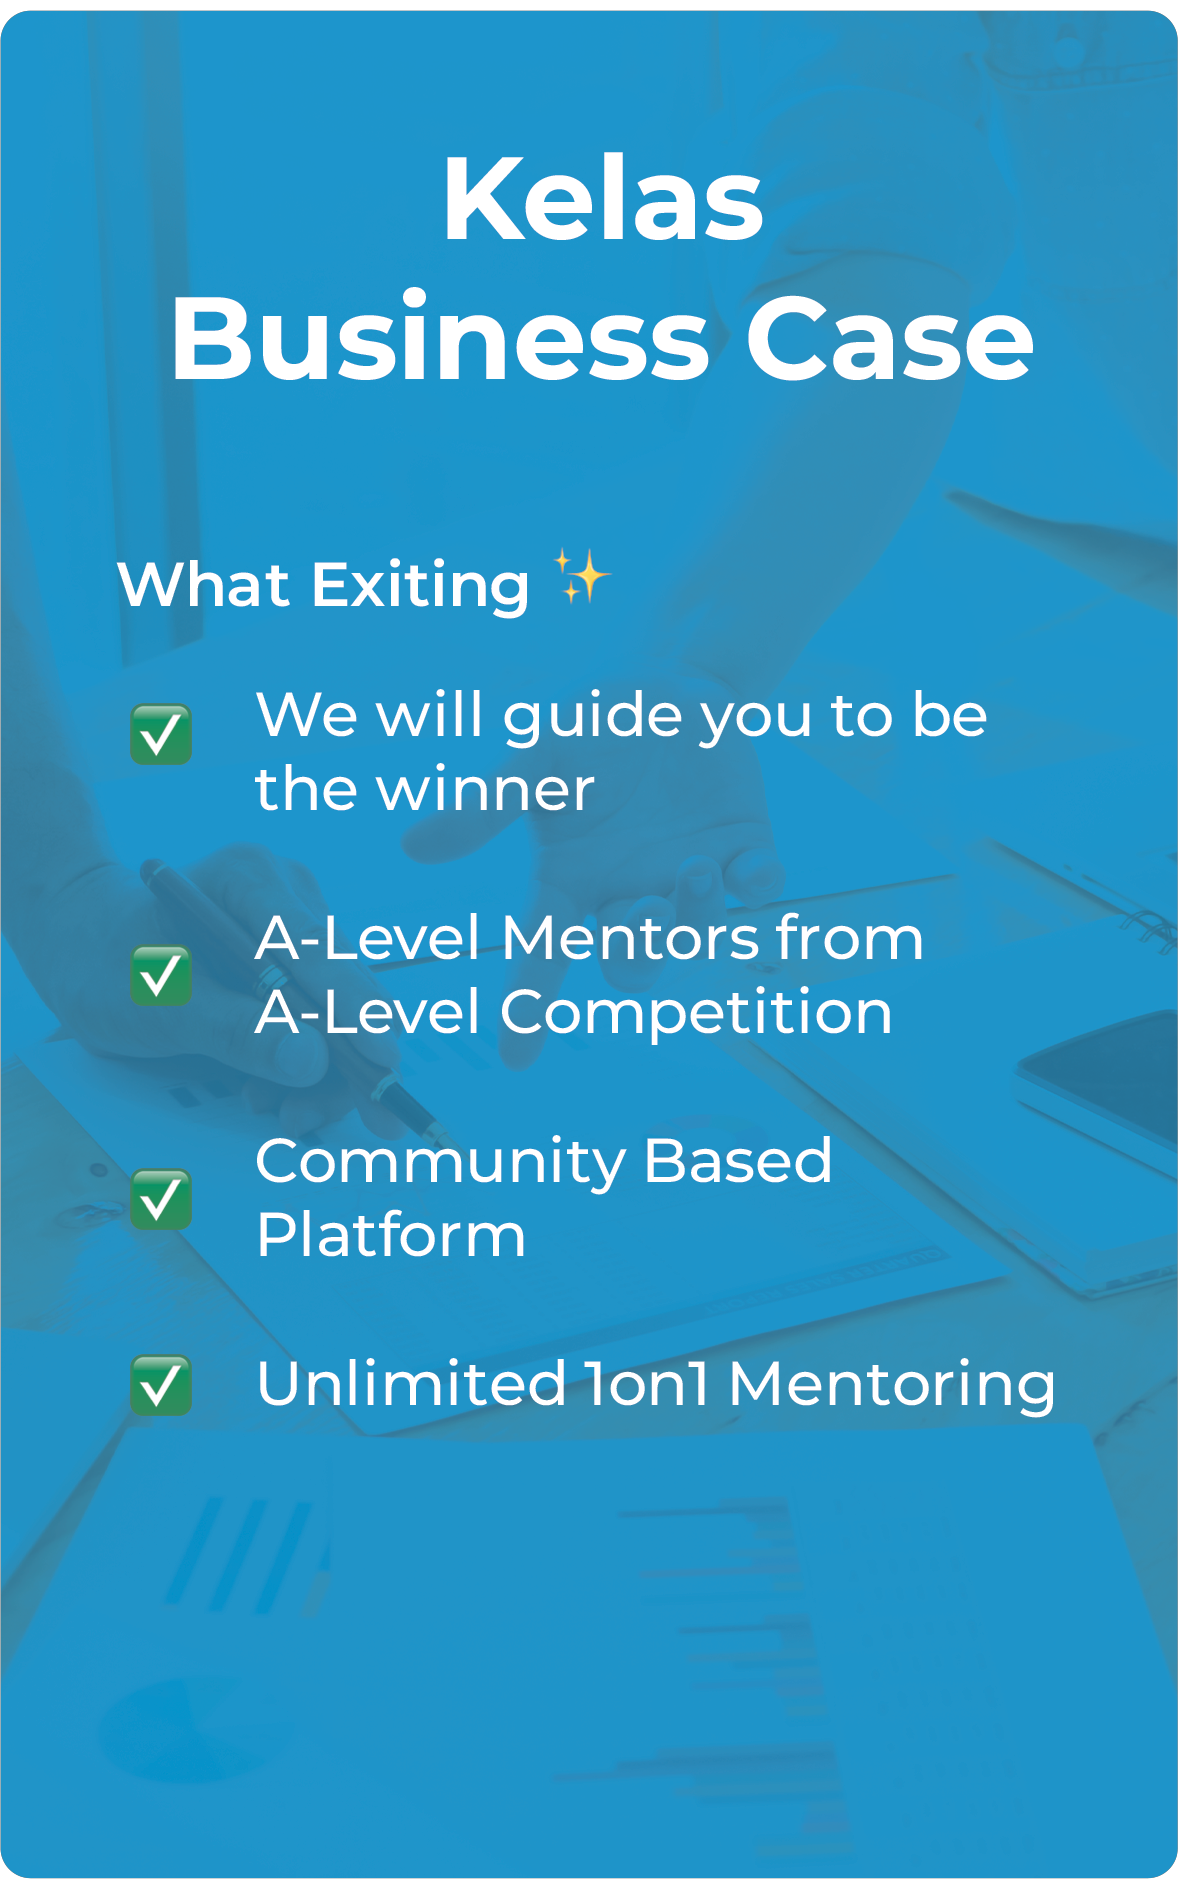 Kelas
Business Case
What Exiting ✨
✅ We will guide you to be
the winner
✅ A-Level Mentors from
A-Level Competition
✅ Community Based
Platform
✅ Unlimited 1on1 Mentoring